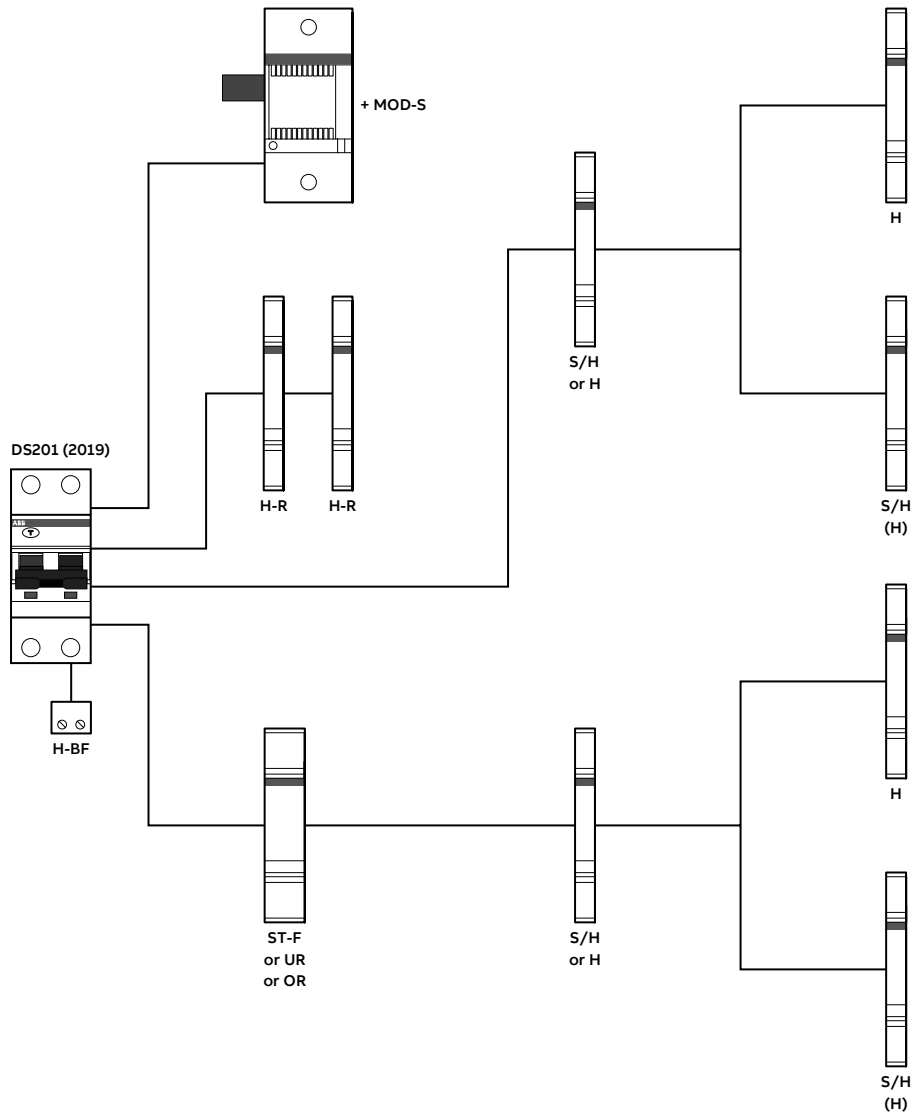 + MOD-S
H
S/H
or H
H-R
H-R
S/H
(H)
DS201 (2019)
ABB
T
H-BF
H
ST-F
or UR
or OR
S/H
or H
S/H
(H)